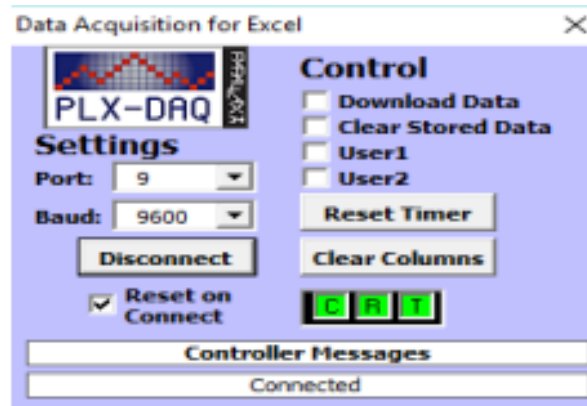 Data Acquisition for Excel
PLX-DAQ
PARALLAX
Control
Download Data
Clear Stored Data
User1
User2
Settings
Port: 9
Baud: 9600
Reset Timer
Disconnect
Clear Columns
Reset on
Connect
C R T
Controller Messages
Connected